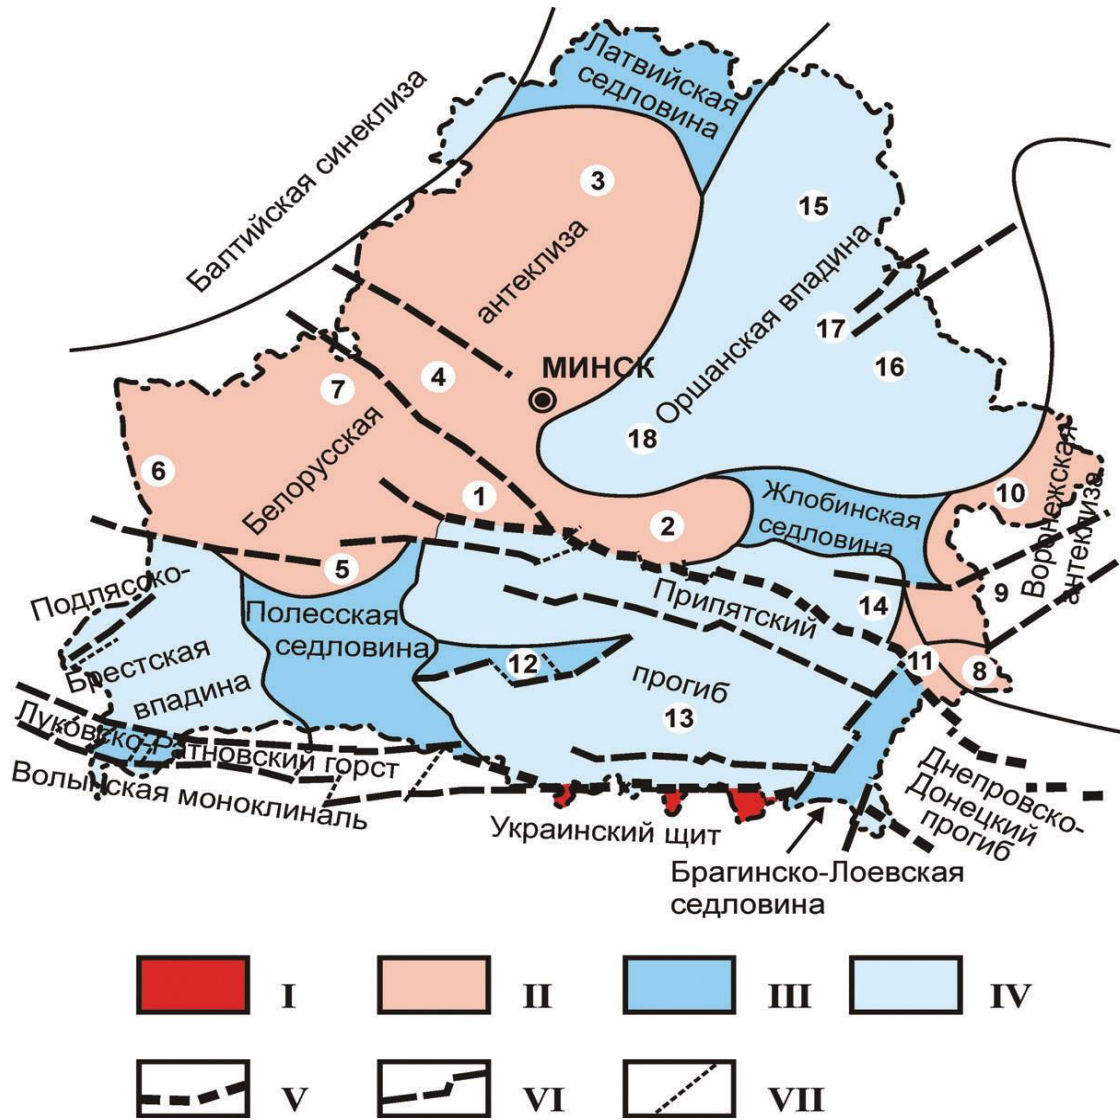 Латвийская
седловина
Балтийская синеклиза
3
15
антеклиза
Оршанская впадина
17
16
4
МИНСК
7
18
Белорусская
6
1
2
Жлобинская
седловина
10
Воронежская
антеклиза
9
5
Подлясско-
Брестская
впадина
Полесская
седловина
Припятский
прогиб
14
12
11
8
13
Луковско-Ратновский горст
Волынская моноклиналь
Украинский щит
Днепровско-
Донецкий
прогиб
Брагинско-Лоевская
седловина
I
II
III
IV
V
VI
VII